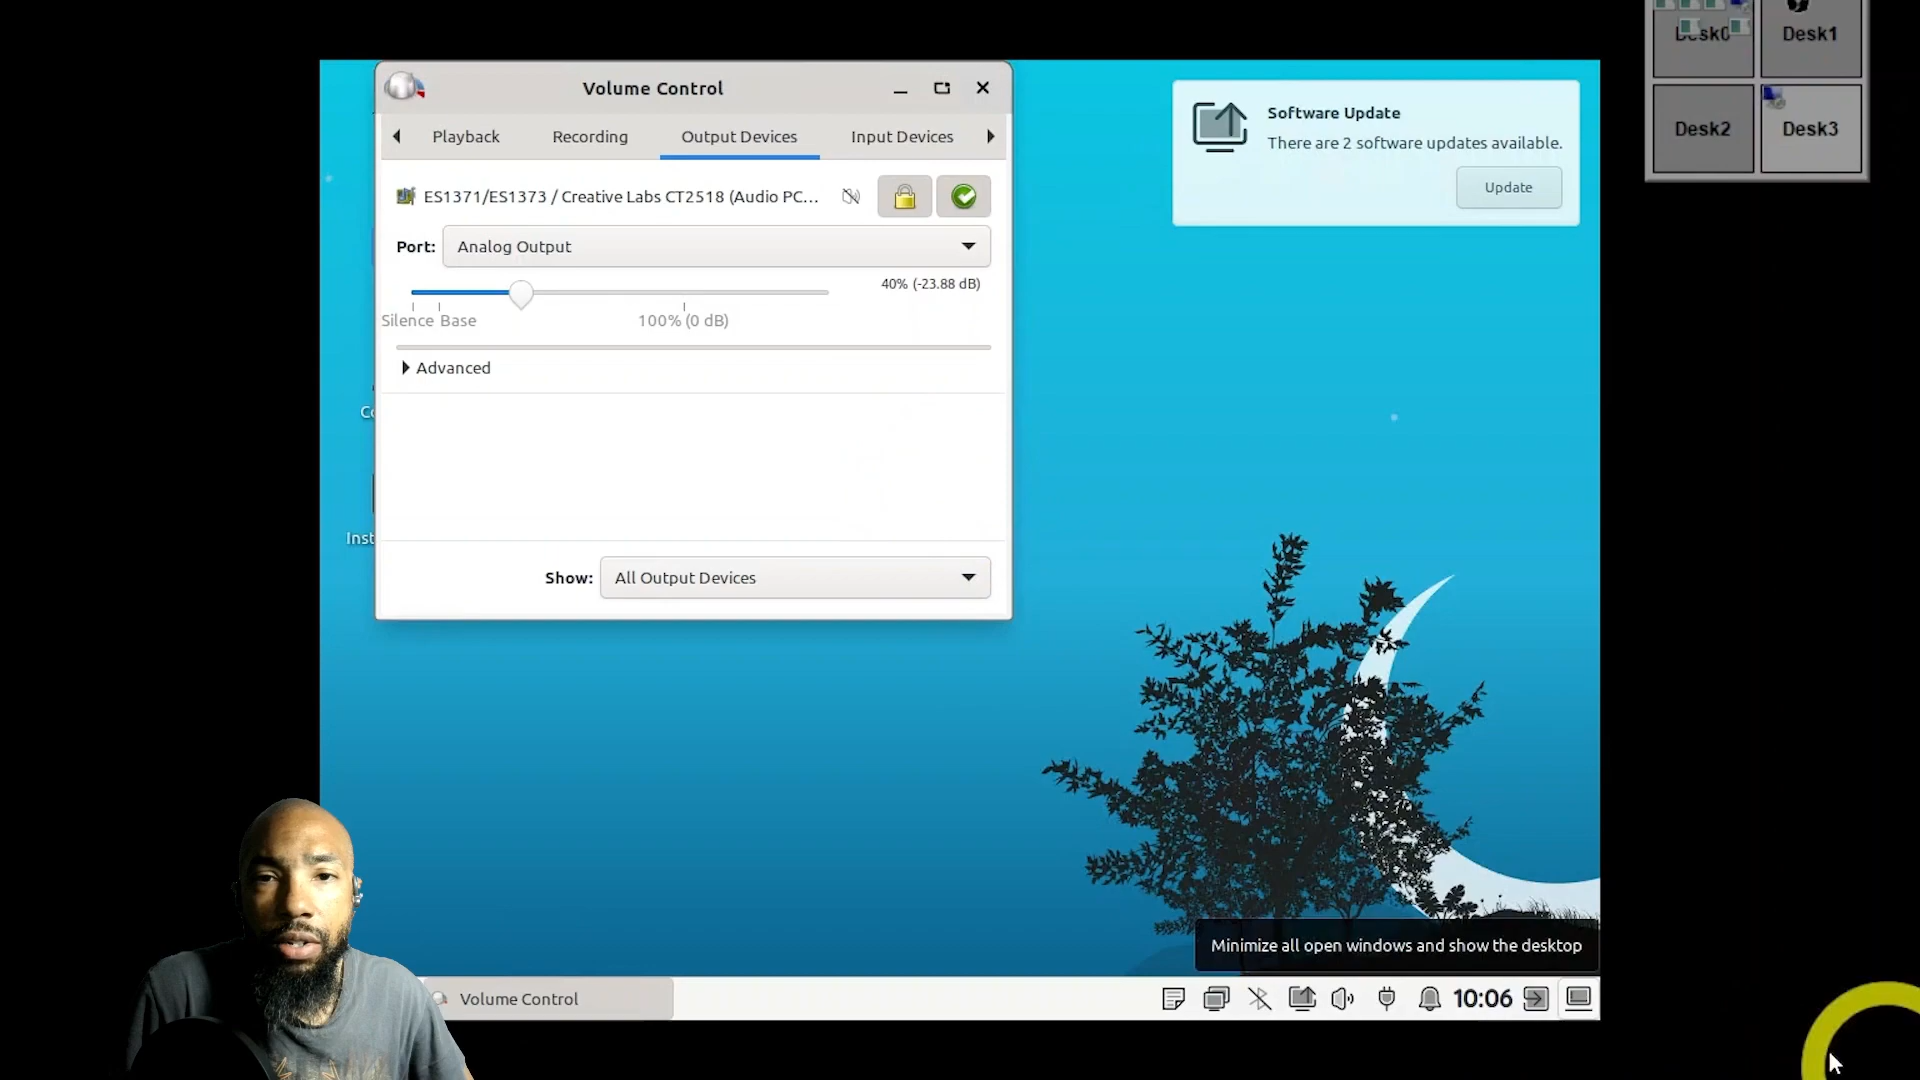 Volume Control
Playback Recording Output Devices Input Devices
ES1371/ES1373 / Creative Labs CT2518 (Audio PC...
Port: Analog Output
40% (-23.88 dB)
Silence Base 100% (0 dB)
Advanced
Show: All Output Devices
Software Update
There are 2 software updates available.
Update
Desk0 Desk1
Desk2 Desk3
Co
Inst
Minimize all open windows and show the desktop
Volume Control
10:06